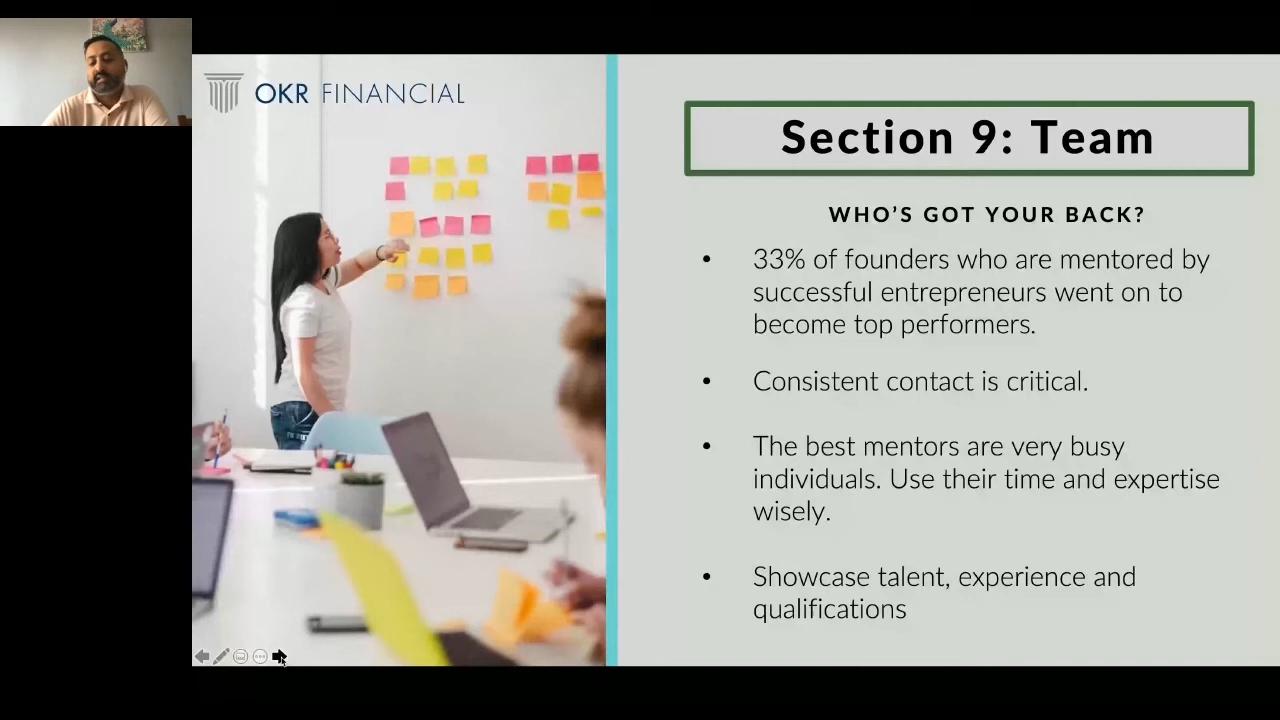 OKR FINANCIAL
Section 9: Team
WHO’S GOT YOUR BACK?
• 33% of founders who are mentored by
successful entrepreneurs went on to
become top performers.
• Consistent contact is critical.
• The best mentors are very busy
individuals. Use their time and expertise
wisely.
• Showcase talent, experience and
qualifications